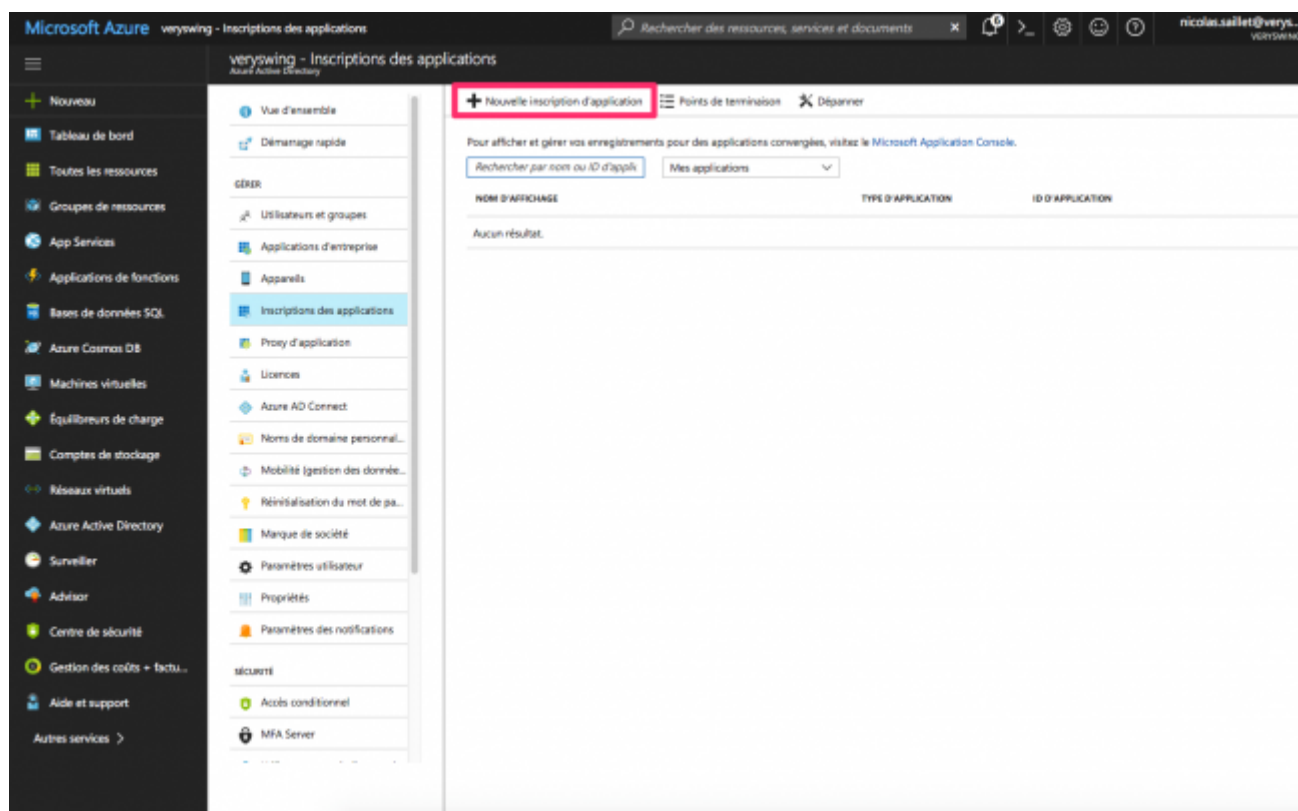 Microsoft Azure veryswing - Inscriptions des applications
Rechercher des ressources, services et documents
nicolas.saillet@verys...
VERYSWING
veryswing - Inscriptions des applications
Azure Active Directory
Nouveau
Tableau de bord
Toutes les ressources
Groupes de ressources
App Services
Applications de fonctions
Bases de données SQL
Azure Cosmos DB
Machines virtuelles
Équilibreurs de charge
Comptes de stockage
Réseaux virtuels
Azure Active Directory
Surveiller
Advisor
Centre de sécurité
Gestion des coûts + factu...
Aide et support
Autres services >
Vue d'ensemble
Démarrage rapide
GÉRER
Utilisateurs et groupes
Applications d'entreprise
Appareils
Inscriptions des applications
Proxy d'application
Licences
Azure AD Connect
Noms de domaine personnal...
Mobilité (gestion des donnée...
Réinitialisation du mot de pa...
Marque de société
Paramètres utilisateur
Propriétés
Paramètres des notifications
SÉCURITÉ
Accès conditionnel
MFA Server
Nouvelle inscription d'application
Points de terminaison
Dépanner
Pour afficher et gérer vos enregistrements pour des applications convergées, visitez le Microsoft Application Console.
Rechercher par nom ou ID d'applic
Mes applications
NOM D'AFFICHAGE
TYPE D'APPLICATION
ID D'APPLICATION
Aucun résultat.